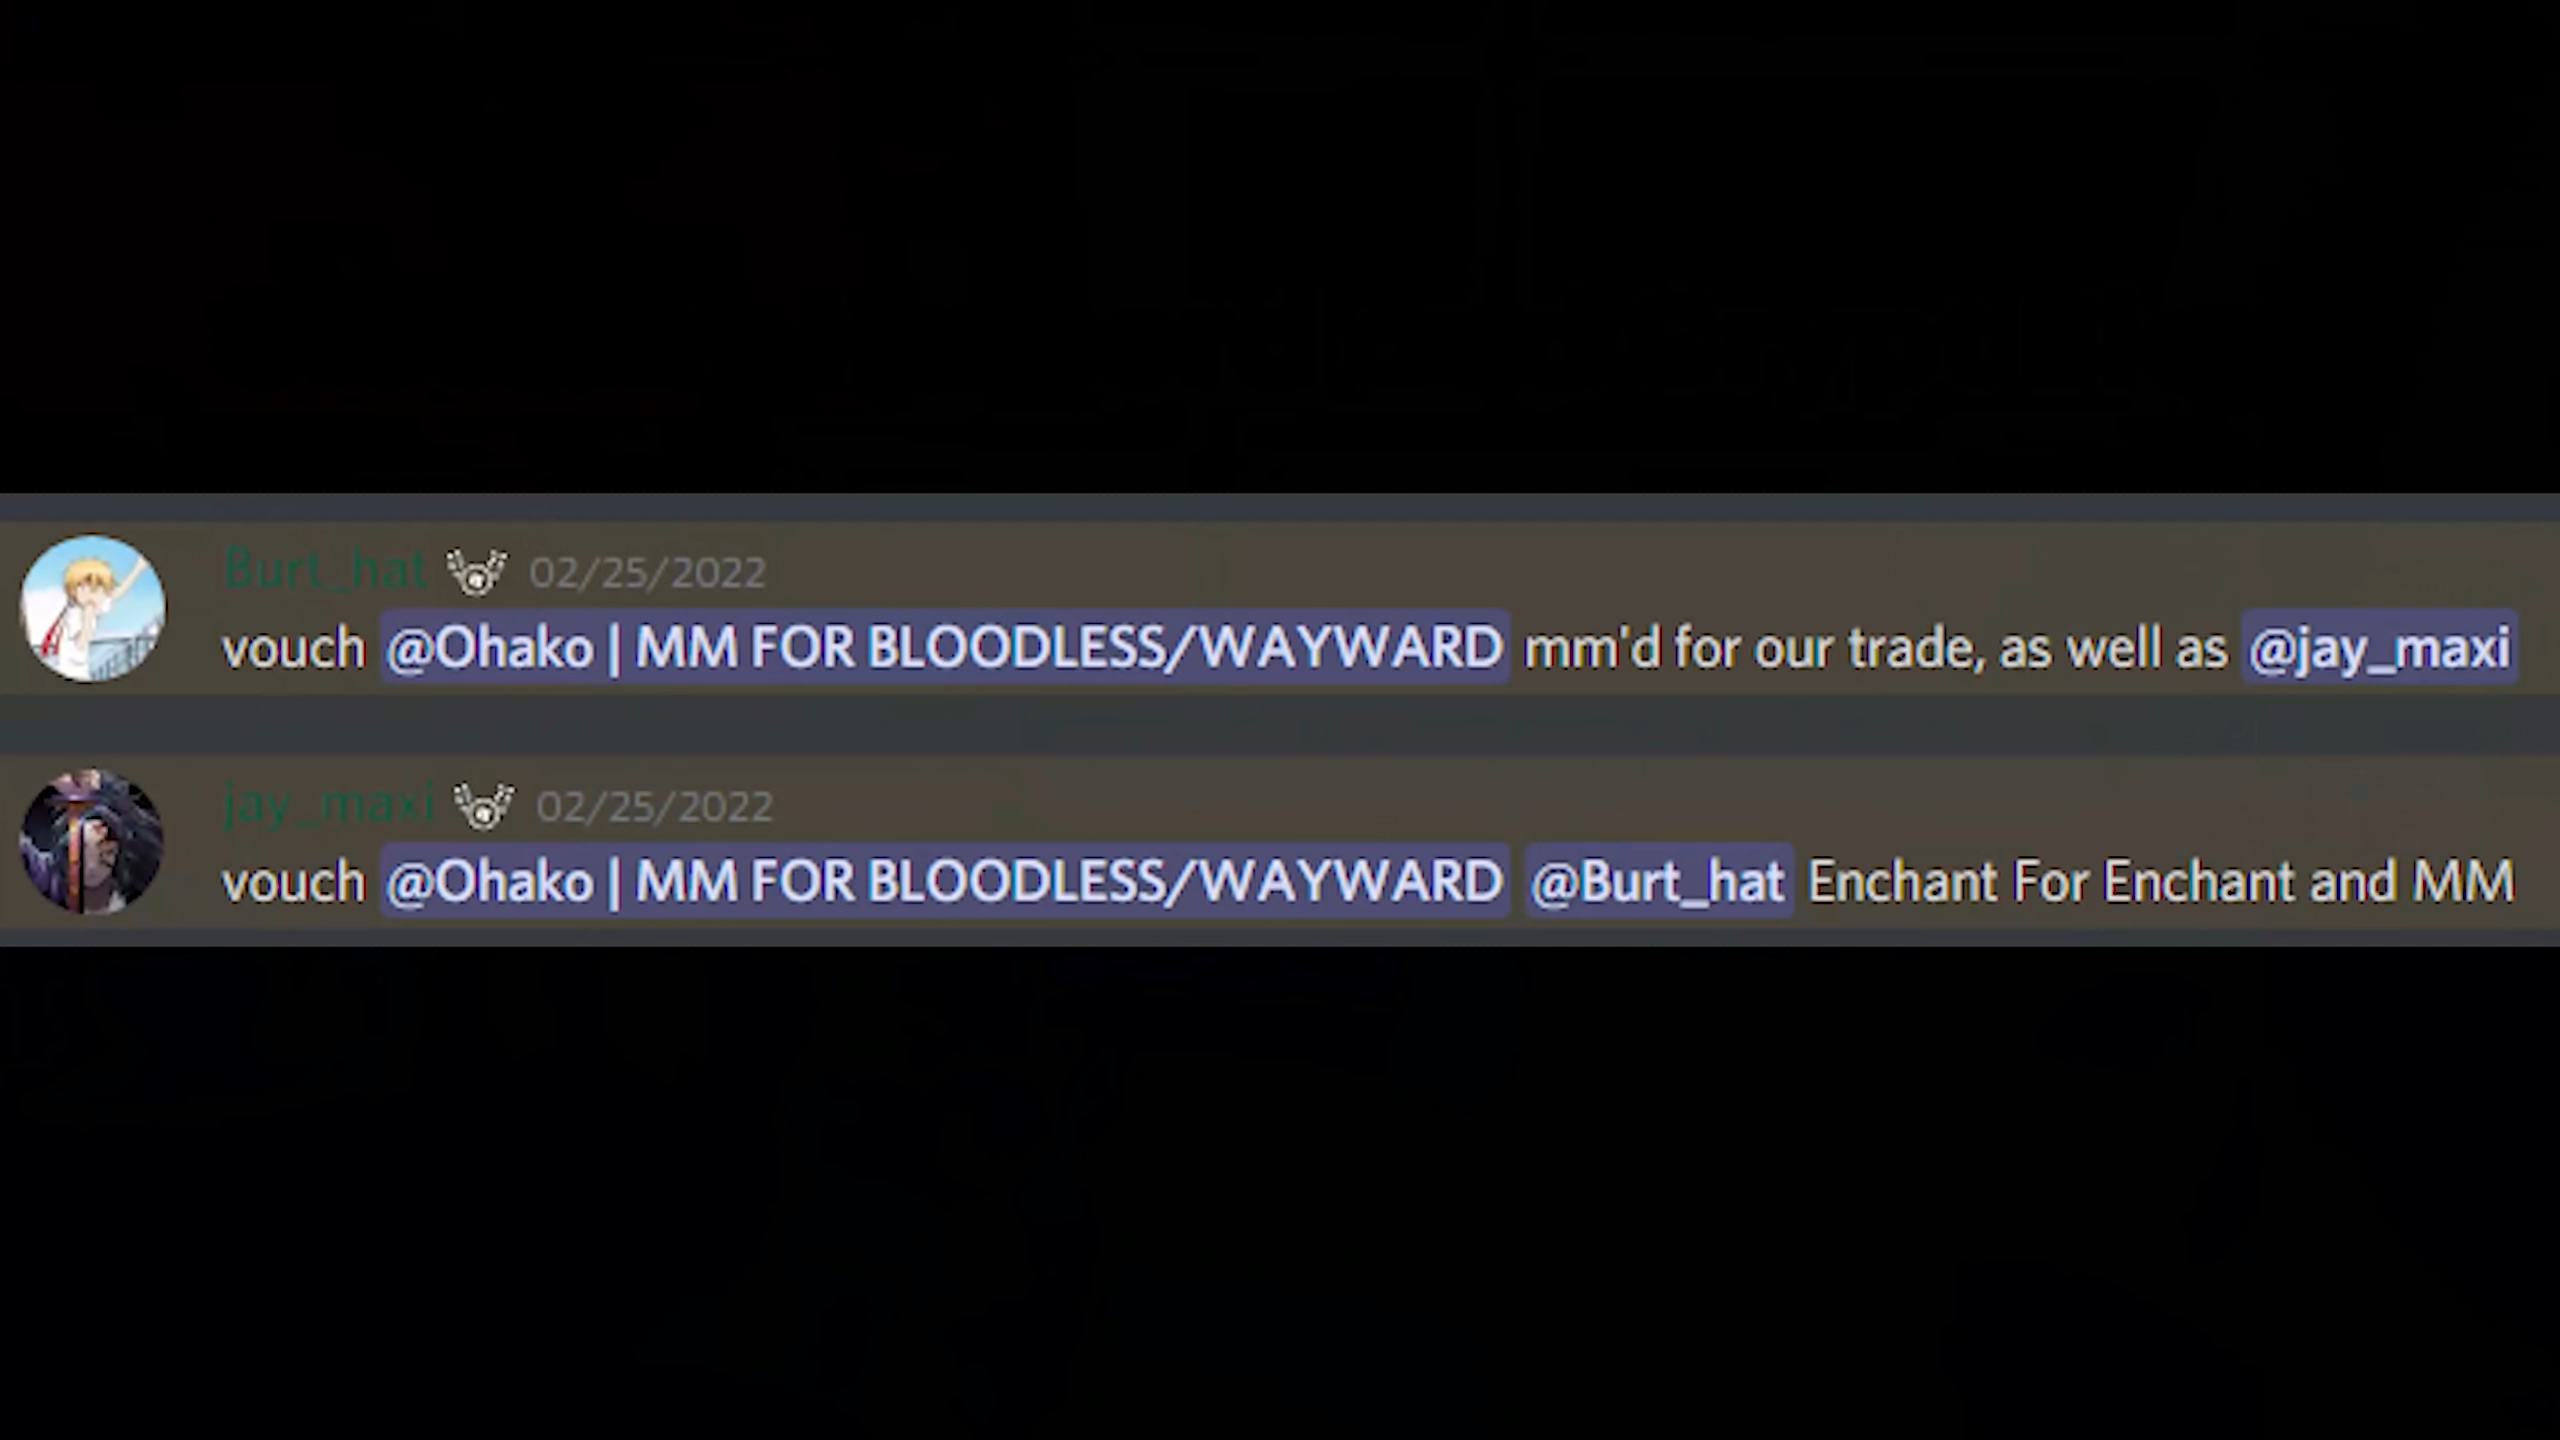 Burt_hat 02/25/2022
vouch @Ohako | MM FOR BLOODLESS/WAYWARD mm'd for our trade, as well as @jay_maxi
jay_maxi 02/25/2022
vouch @Ohako | MM FOR BLOODLESS/WAYWARD @Burt_hat Enchant For Enchant and MM